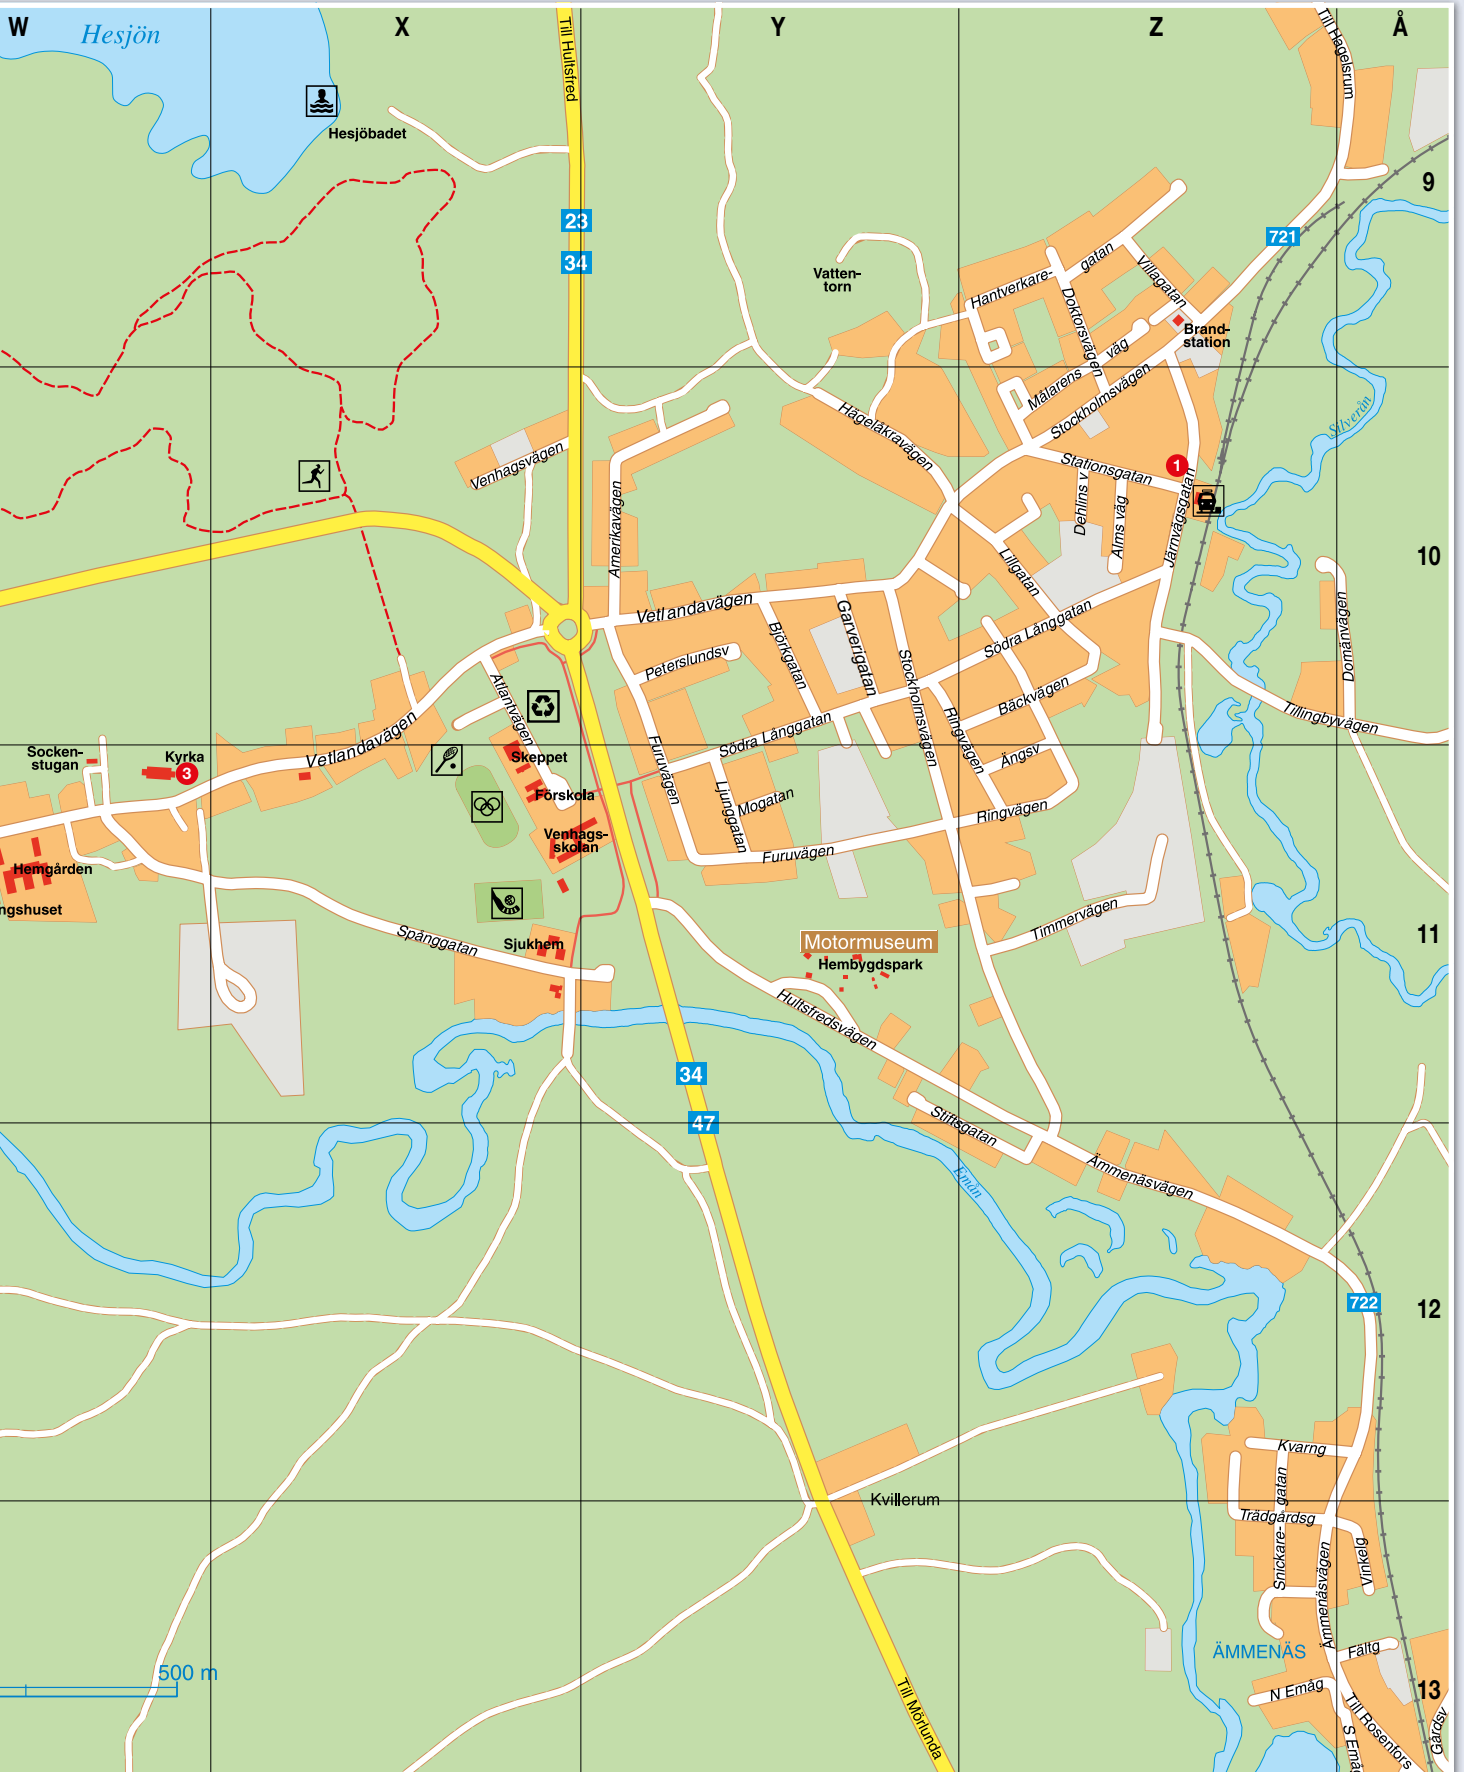 W
X
Y
Z
Å
Hesjön
Till Hultsfred
Till Hagelsrum
Hesjöbadet
9
23
721
34
Vatten-
torn
Hantverkare-
gatan
Villagatan
Doktorsvägen
Brand-
station
Målarens väg
Stockholmsvägen
Silverån
Hägelåkravägen
Venhagsvägen
Stationsgatan
1
Amerikavägen
Dehlins v
Alms väg
Järnvägsgatan
10
Lillgatan
Vetlandavägen
Björkgatan
Garverigatan
Södra Långgatan
Domänvägen
Peterslundsv
Stockholmsvägen
Atlantvägen
Bäckvägen
Ringvägen
Tillingbyvägen
Södra Långgatan
Vetlandavägen
Furuvägen
Socken-
stugan
Kyrka
3
Skeppet
Ängsv
Förskola
Ljunggatan
Mogatan
Ringvägen
Venhags-
skolan
Furuvägen
Hemgården
ngshuset
Timmervägen
11
Spånggatan
Sjukhem
Motormuseum
Hembygdspark
Hultsfredsvägen
34
Stiftsgatan
47
Emån
Ämmenäsvägen
722
12
Kvarng
Kvillerum
Snickare-
gatan
Trädgårdsg
Vinkelg
Ämmenäsvägen
ÄMMENÄS
Fältg
500 m
N Emåg
13
Till Mörlunda
S Emåg
Till Rosenfors
Gårdsv